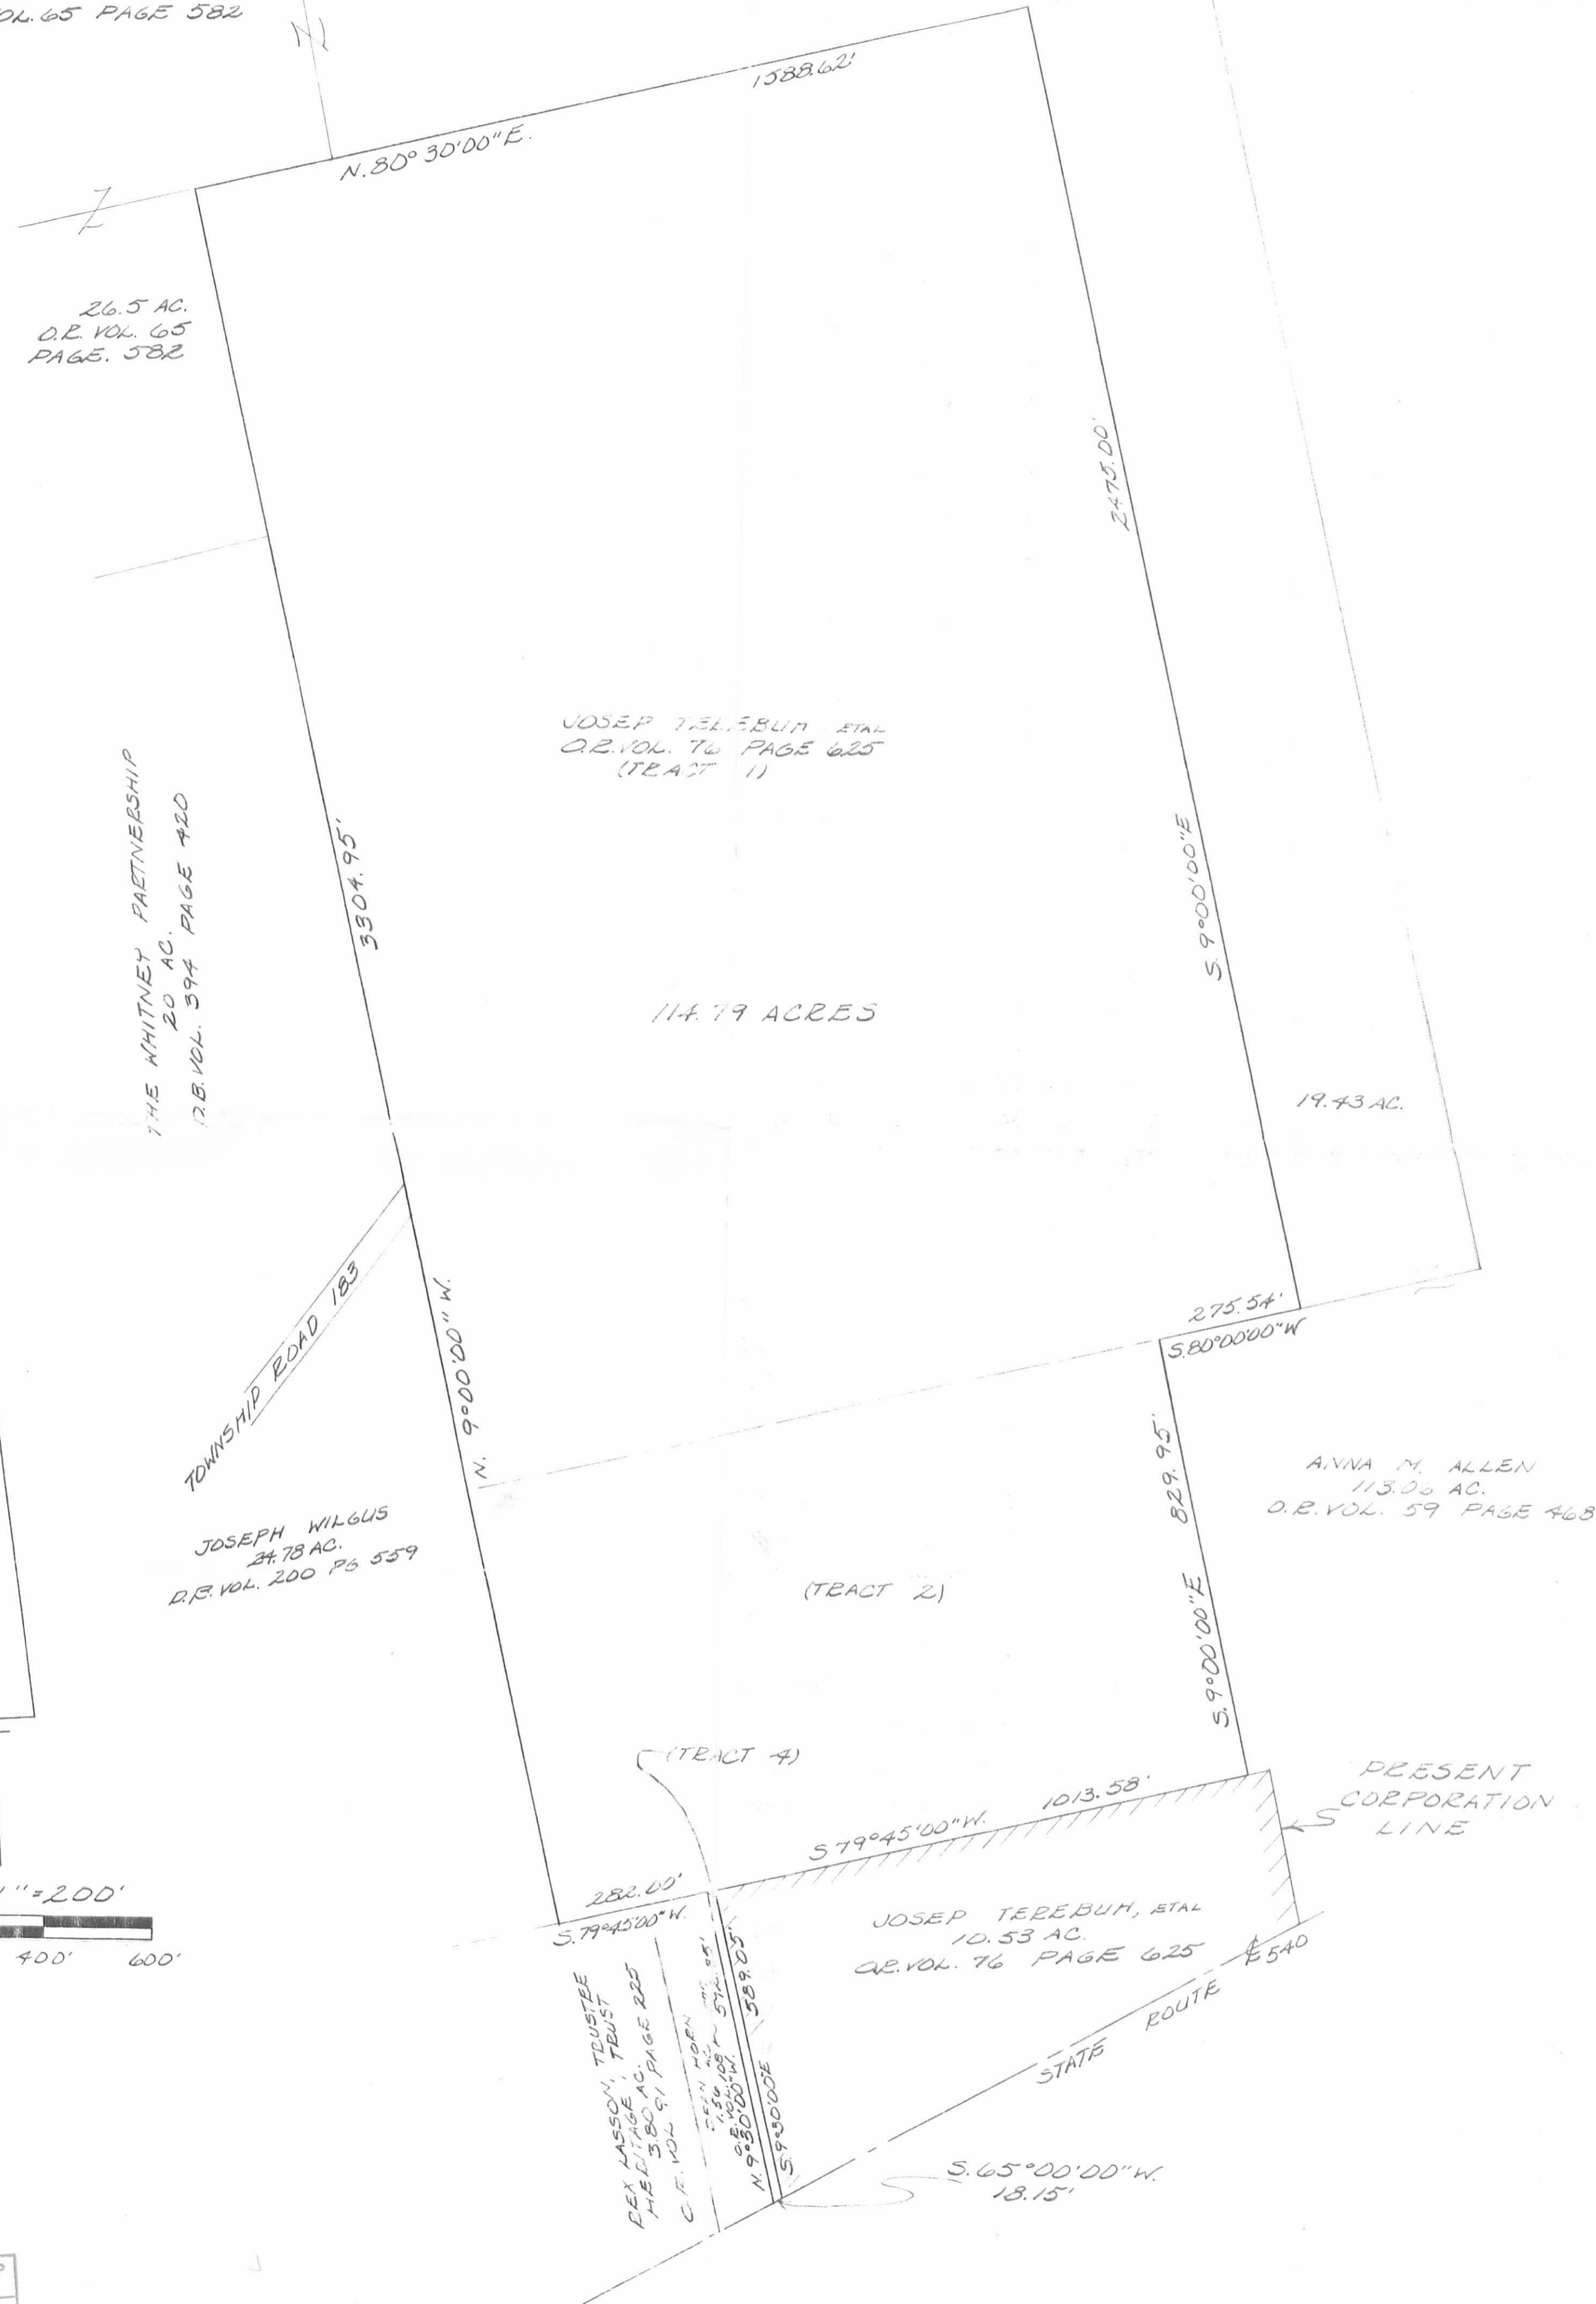 OL. 65 PAGE 582
1588.62'
N. 80° 30' 00" E.
26.5 AC.
O.R. VOL. 65
PAGE. 582
2475.00'
S. 9°00'00"E
JOSEP TEREBUH ETAL
O.R. VOL. 76 PAGE 625
(TRACT 1)
THE WHITNEY PARTNERSHIP
20 AC.
D.B. VOL. 394 PAGE 420
3304.95'
N. 9°00'00" W.
114.79 ACRES
19.43 AC.
TOWNSHIP ROAD 183
275.54'
S. 80°00'00" W
829.95'
S. 9°00'00"E
ANNA M. ALLEN
AC.
O.R. VOL. 59 PAGE 468
JOSEPH WILGUS
24.78 AC.
VOL. 200 PG 559
(TRACT 2)
(TRACT 4)
1013.58'
S 79°45'00" W.
PRESENT
CORPORATION
LINE
"=200'
400' 600'
282.00'
S. 79°45'00" W.
JOSEP TEREBUH, ETAL
10.53 AC.
O.R. VOL. 76 PAGE 625
℄ 540
STATE ROUTE
REX LASSON, TRUSTEE
HERITAGE TRUST
3.80 AC.
O.R. VOL 91 PAGE 225
HORN
1.56
N. 9°30'00" W.
589.05'
S. 9°30'00"E
S. 65°00'00" W.
18.15'